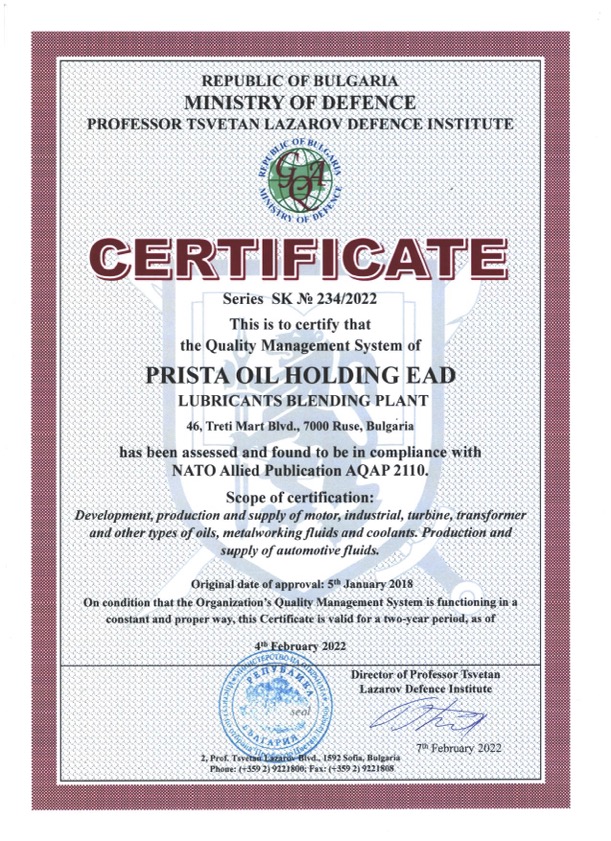 REPUBLIC OF BULGARIA
MINISTRY OF DEFENCE
PROFESSOR TSVETAN LAZAROV DEFENCE INSTITUTE
REPUBLIC OF BULGARIA
GQA
MINISTRY OF DEFENCE
CERTIFICATE
Series SK № 234/2022
This is to certify that
the Quality Management System of
PRISTA OIL HOLDING EAD
LUBRICANTS BLENDING PLANT
46, Treti Mart Blvd., 7000 Ruse, Bulgaria
has been assessed and found to be in compliance with
NATO Allied Publication AQAP 2110.
Scope of certification:
Development, production and supply of motor, industrial, turbine, transformer
and other types of oils, metalworking fluids and coolants. Production and
supply of automotive fluids.
Original date of approval: 5th January 2018
On condition that the Organization's Quality Management System is functioning in a
constant and proper way, this Certificate is valid for a two-year period, as of
4th February 2022
РЕПУБЛИКА
seal
БЪЛГАРИЯ
Director of Professor Tsvetan
Lazarov Defence Institute
7th February 2022
2, Prof. Tsvetan Lazarov Blvd., 1592 Sofia, Bulgaria
Phone: (+359 2) 9221800; Fax: (+359 2) 9221808